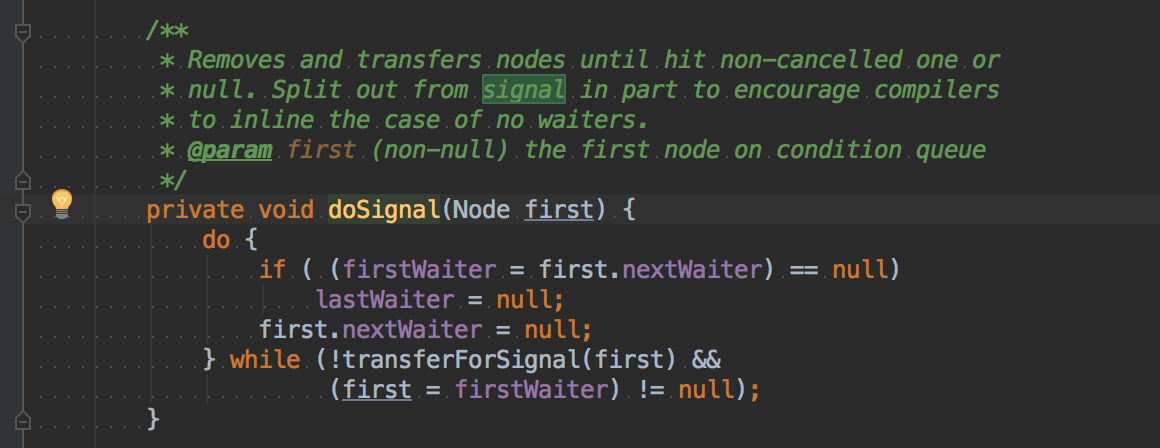 /**
* Removes and transfers nodes until hit non-cancelled one or
* null. Split out from signal in part to encourage compilers
* to inline the case of no waiters.
* @param first (non-null) the first node on condition queue
*/
private void doSignal(Node first) {
do {
if ( (firstWaiter = first.nextWaiter) == null)
lastWaiter = null;
first.nextWaiter = null;
} while (!transferForSignal(first) &&
(first = firstWaiter) != null);
}